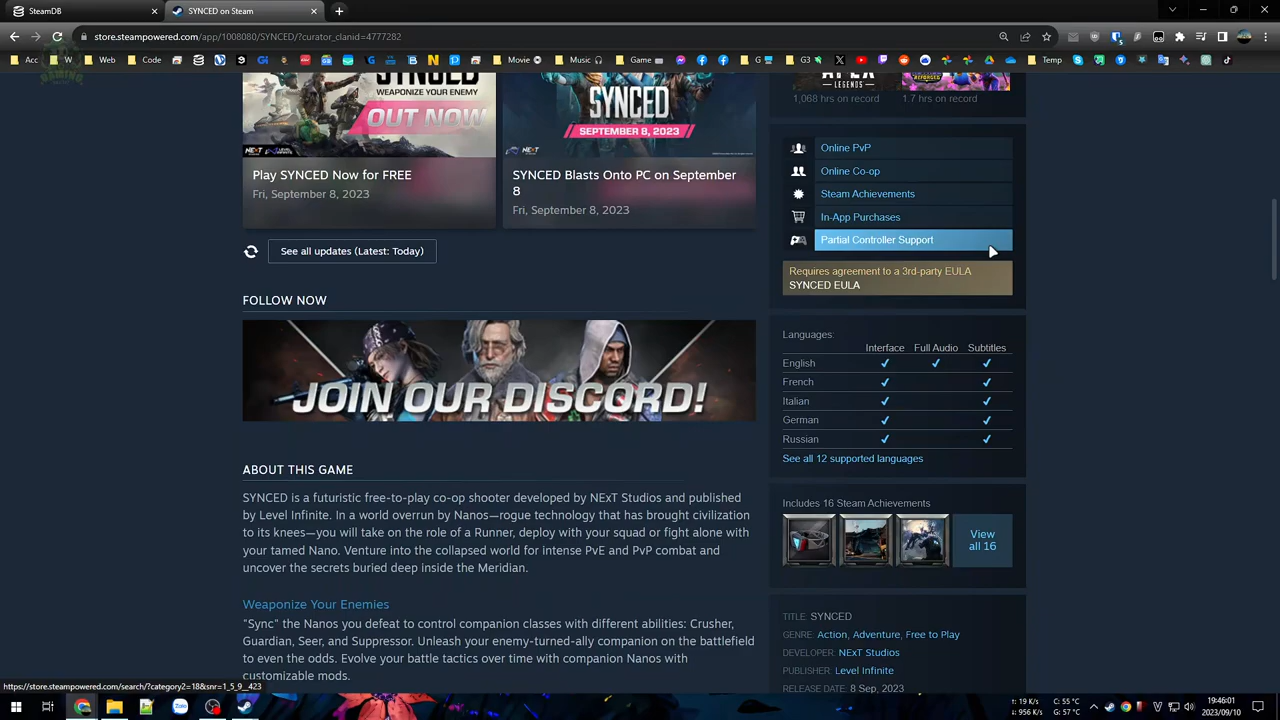 SteamDB
SYNCED on Steam
store.steampowered.com/app/1008080/SYNCED/?curator_clanid=4777282
Acc
W
Web
Code
Movie
Music
Game
G
G3
Temp
GAMING
SYNCED
WEAPONIZE YOUR ENEMY
OUT NOW
NEXT
LEVEL INFINITE
Play SYNCED Now for FREE
Fri, September 8, 2023
SYNCED
SEPTEMBER 8, 2023
SYNCED Blasts Onto PC on September
8
Fri, September 8, 2023
See all updates (Latest: Today)
FOLLOW NOW
JOIN OUR DISCORD!
ABOUT THIS GAME
SYNCED is a futuristic free-to-play co-op shooter developed by NExT Studios and published
by Level Infinite. In a world overrun by Nanos—rogue technology that has brought civilization
to its knees—you will take on the role of a Runner, deploy with your squad or fight alone with
your tamed Nano. Venture into the collapsed world for intense PvE and PvP combat and
uncover the secrets buried deep inside the Meridian.
Weaponize Your Enemies
"Sync" the Nanos you defeat to control companion classes with different abilities: Crusher,
Guardian, Seer, and Suppressor. Unleash your enemy-turned-ally companion on the battlefield
to even the odds. Evolve your battle tactics over time with companion Nanos with
customizable mods.
LEGENDS
1,068 hrs on record
1.7 hrs on record
Online PvP
Online Co-op
Steam Achievements
In-App Purchases
Partial Controller Support
Requires agreement to a 3rd-party EULA
SYNCED EULA
Languages:
Interface Full Audio Subtitles
English
French
Italian
German
Russian
See all 12 supported languages
Includes 16 Steam Achievements
View
all 16
TITLE: SYNCED
GENRE: Action, Adventure, Free to Play
DEVELOPER: NExT Studios
PUBLISHER: Level Infinite
RELEASE DATE: 8 Sep, 2023
https://store.steampowered.com/search/?category2=18&snr=1_5_9__423
Zalo
: 19 K/s
: 956 K/s
C: 55 °C
G: 57°C
19:46:01
2023/09/10